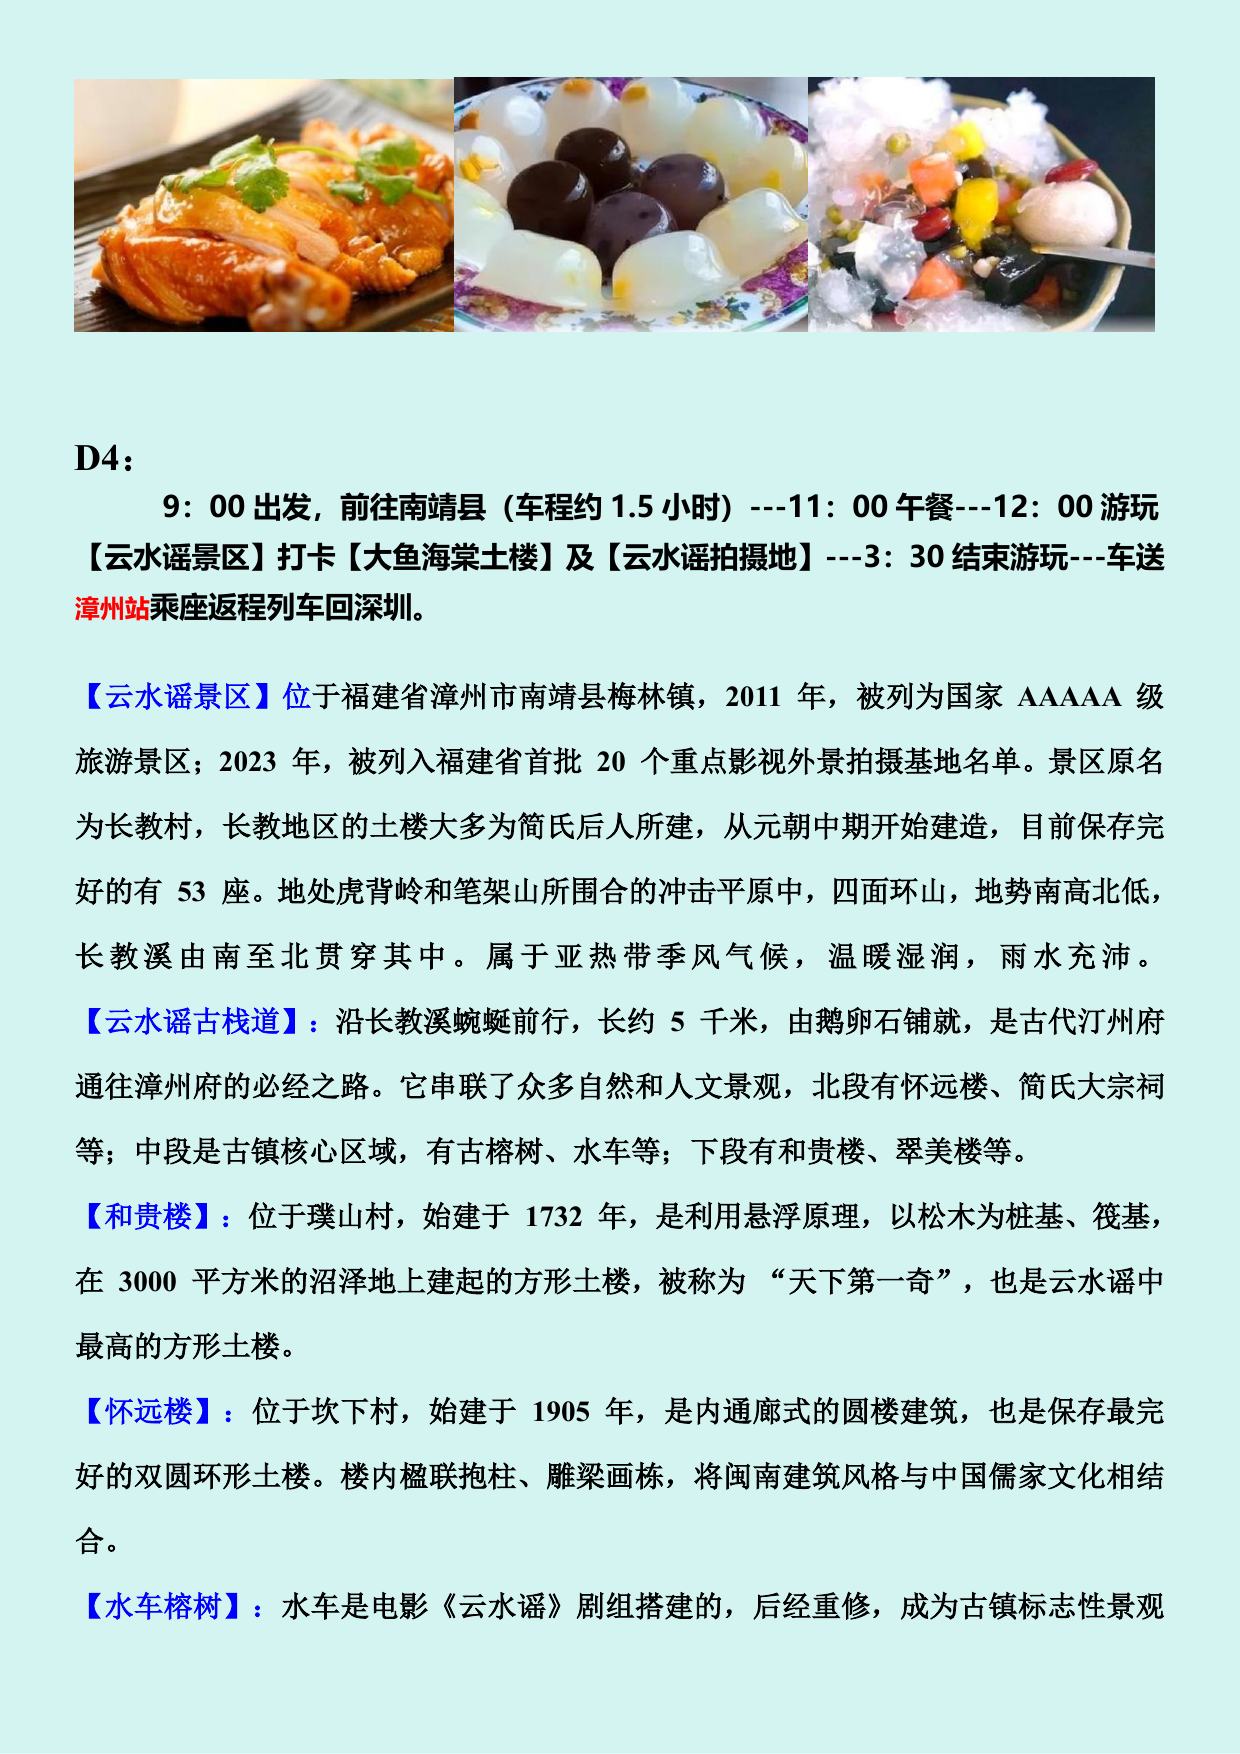 D4：
9：00 出发，前往南靖县（车程约 1.5 小时）---11：00 午餐---12：00 游玩
【云水谣景区】打卡【大鱼海棠土楼】及【云水谣拍摄地】---3：30 结束游玩---车送
漳州站乘座返程列车回深圳。
【云水谣景区】位于福建省漳州市南靖县梅林镇，2011 年，被列为国家 AAAAA 级
旅游景区；2023 年，被列入福建省首批 20 个重点影视外景拍摄基地名单。景区原名
为长教村，长教地区的土楼大多为简氏后人所建，从元朝中期开始建造，目前保存完
好的有 53 座。地处虎背岭和笔架山所围合的冲击平原中，四面环山，地势南高北低，
长教溪由南至北贯穿其中。属于亚热带季风气候，温暖湿润，雨水充沛。
【云水谣古栈道】：沿长教溪蜿蜒前行，长约 5 千米，由鹅卵石铺就，是古代汀州府
通往漳州府的必经之路。它串联了众多自然和人文景观，北段有怀远楼、简氏大宗祠
等；中段是古镇核心区域，有古榕树、水车等；下段有和贵楼、翠美楼等。
【和贵楼】：位于璞山村，始建于 1732 年，是利用悬浮原理，以松木为桩基、筏基，
在 3000 平方米的沼泽地上建起的方形土楼，被称为 “天下第一奇”，也是云水谣中
最高的方形土楼。
【怀远楼】：位于坎下村，始建于 1905 年，是内通廊式的圆楼建筑，也是保存最完
好的双圆环形土楼。楼内楹联抱柱、雕梁画栋，将闽南建筑风格与中国儒家文化相结
合。
【水车榕树】：水车是电影《云水谣》剧组搭建的，后经重修，成为古镇标志性景观